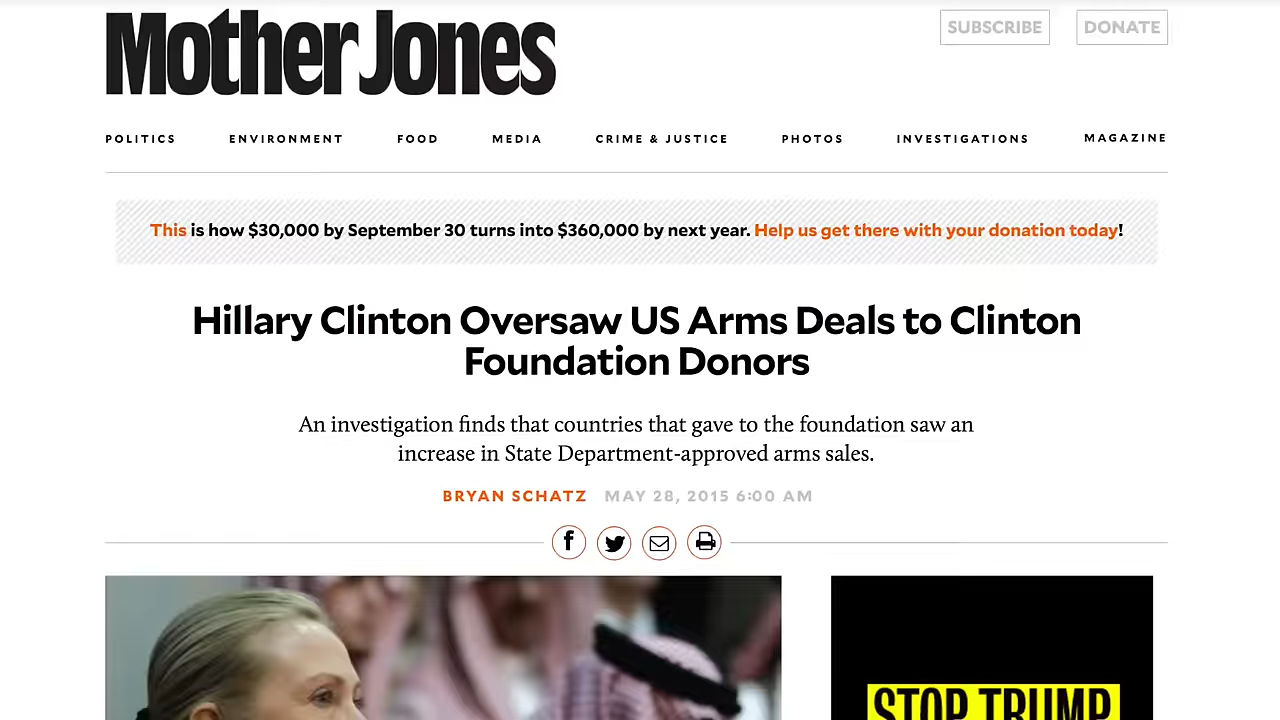 Mother Jones
SUBSCRIBE DONATE
POLITICS ENVIRONMENT FOOD MEDIA CRIME & JUSTICE PHOTOS INVESTIGATIONS MAGAZINE
This is how $30,000 by September 30 turns into $360,000 by next year. Help us get there with your donation today!
Hillary Clinton Oversaw US Arms Deals to Clinton
Foundation Donors
An investigation finds that countries that gave to the foundation saw an
increase in State Department-approved arms sales.
BRYAN SCHATZ MAY 28, 2015 6:00 AM
STOP TRUMP